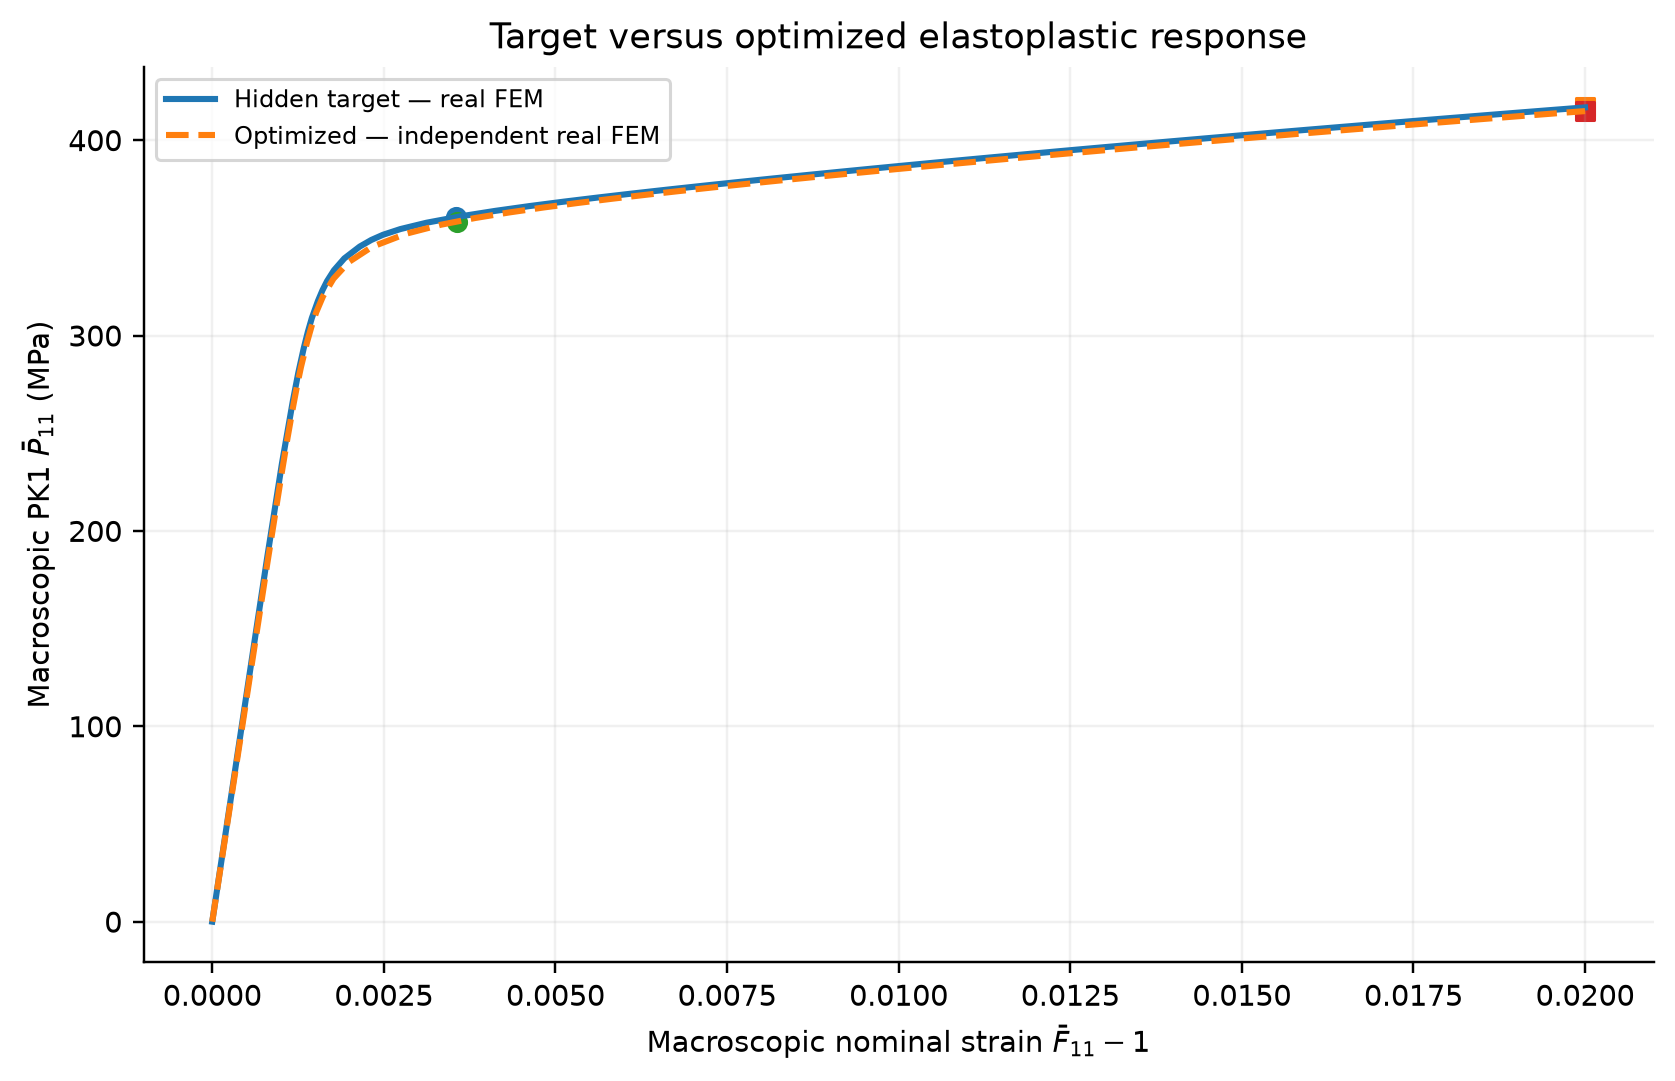 Target versus optimized elastoplastic response
Hidden target — real FEM
Optimized — independent real FEM
Macroscopic PK1 P̄₁₁ (MPa)
400
300
200
100
0
0.0000 0.0025 0.0050 0.0075 0.0100 0.0125 0.0150 0.0175 0.0200
Macroscopic nominal strain F̄₁₁ − 1